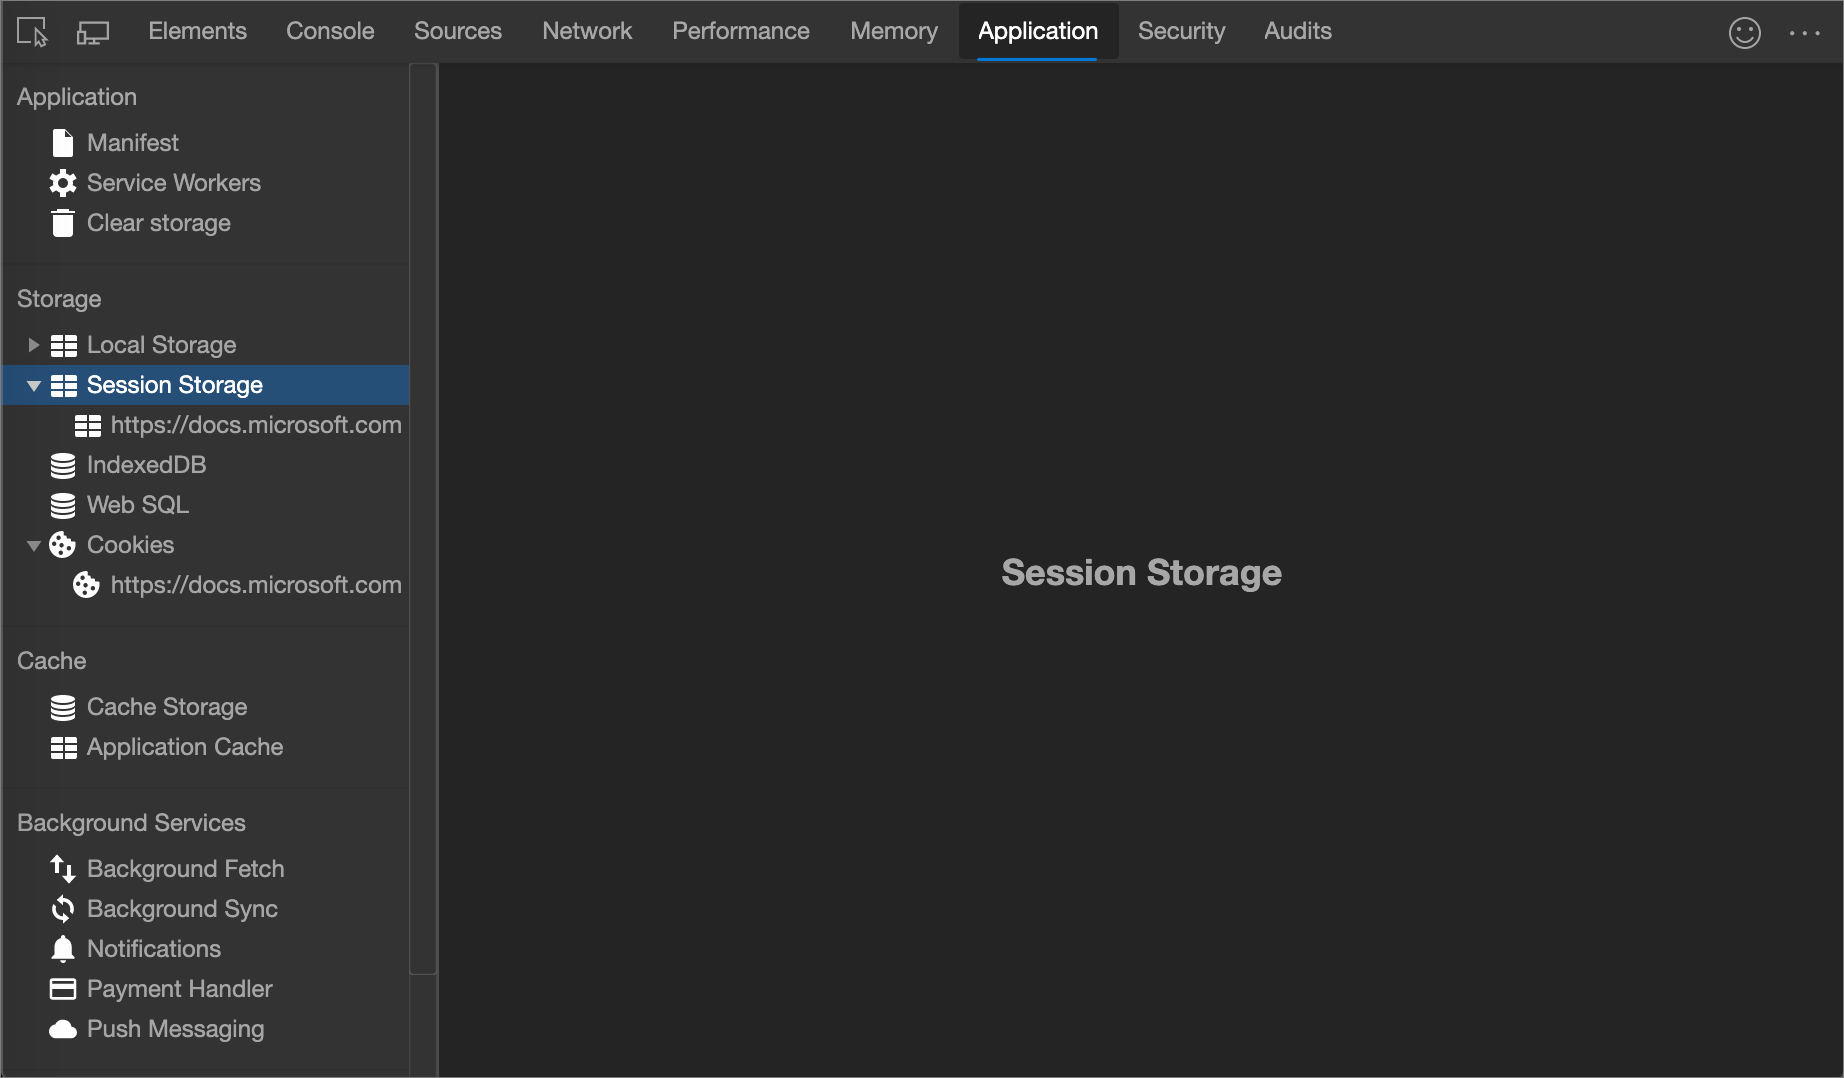 Elements Console Sources Network Performance Memory Application Security Audits
Application
Manifest
Service Workers
Clear storage
Storage
Local Storage
Session Storage
https://docs.microsoft.com
IndexedDB
Web SQL
Cookies
https://docs.microsoft.com
Cache
Cache Storage
Application Cache
Background Services
Background Fetch
Background Sync
Notifications
Payment Handler
Push Messaging
Session Storage